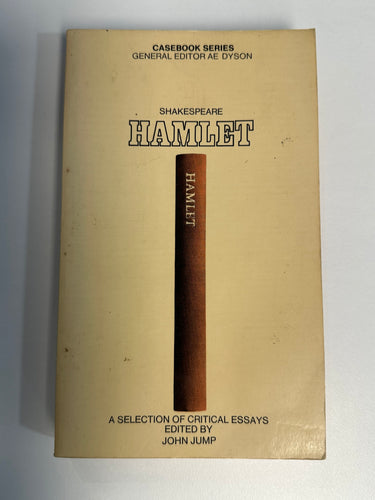 CASEBOOK SERIES
GENERAL EDITOR AE DYSON
SHAKESPEARE
HAMLET
HAMLET
A SELECTION OF CRITICAL ESSAYS
EDITED BY
JOHN JUMP